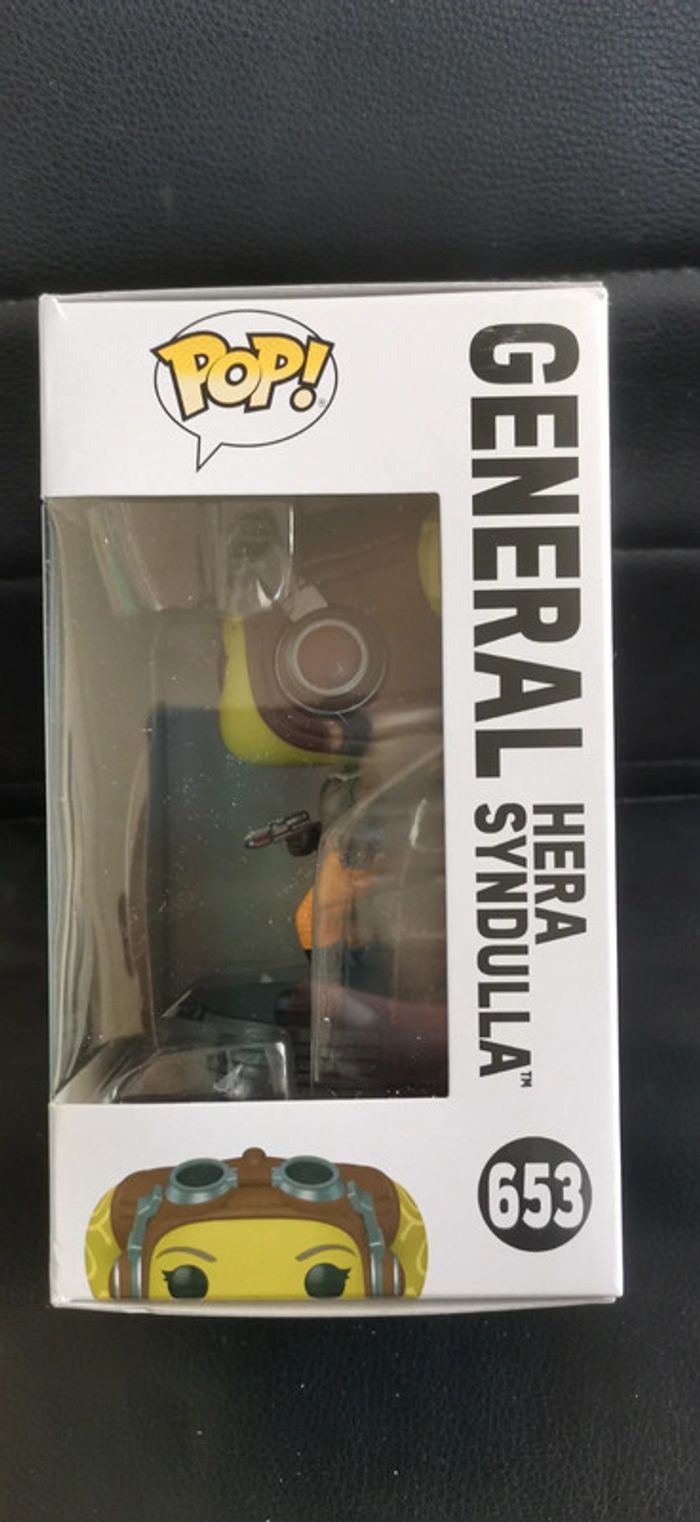 POP!®
GENERAL
HERA
SYNDULLA™
653